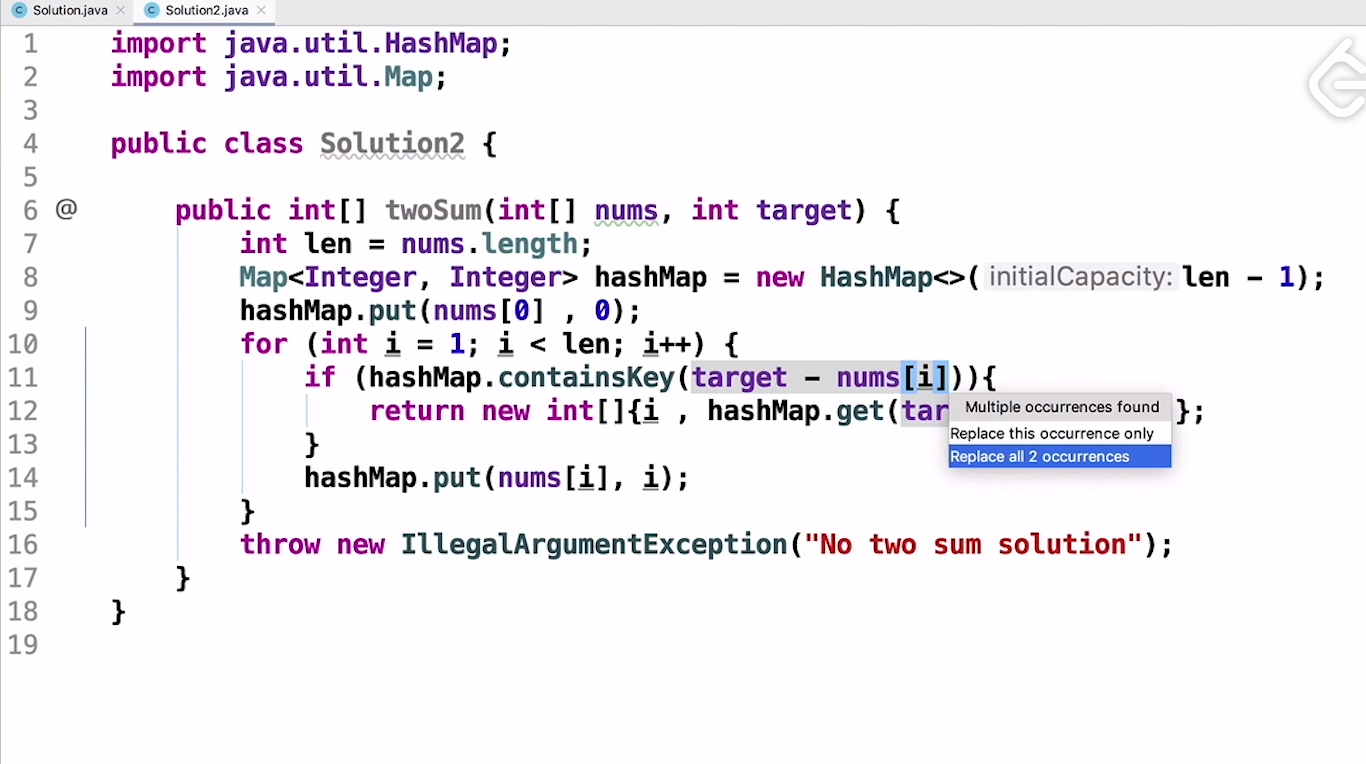 Solution.java Solution2.java
1 import java.util.HashMap;
2 import java.util.Map;
3
4 public class Solution2 {
5
6 @ public int[] twoSum(int[] nums, int target) {
7 int len = nums.length;
8 Map<Integer, Integer> hashMap = new HashMap<>( initialCapacity: len - 1);
9 hashMap.put(nums[0] , 0);
10 for (int i = 1; i < len; i++) {
11 if (hashMap.containsKey(target - nums[i])){
12 return new int[]{i , hashMap.get(tar };
Multiple occurrences found
Replace this occurrence only
Replace all 2 occurrences
13 }
14 hashMap.put(nums[i], i);
15 }
16 throw new IllegalArgumentException("No two sum solution");
17 }
18 }
19